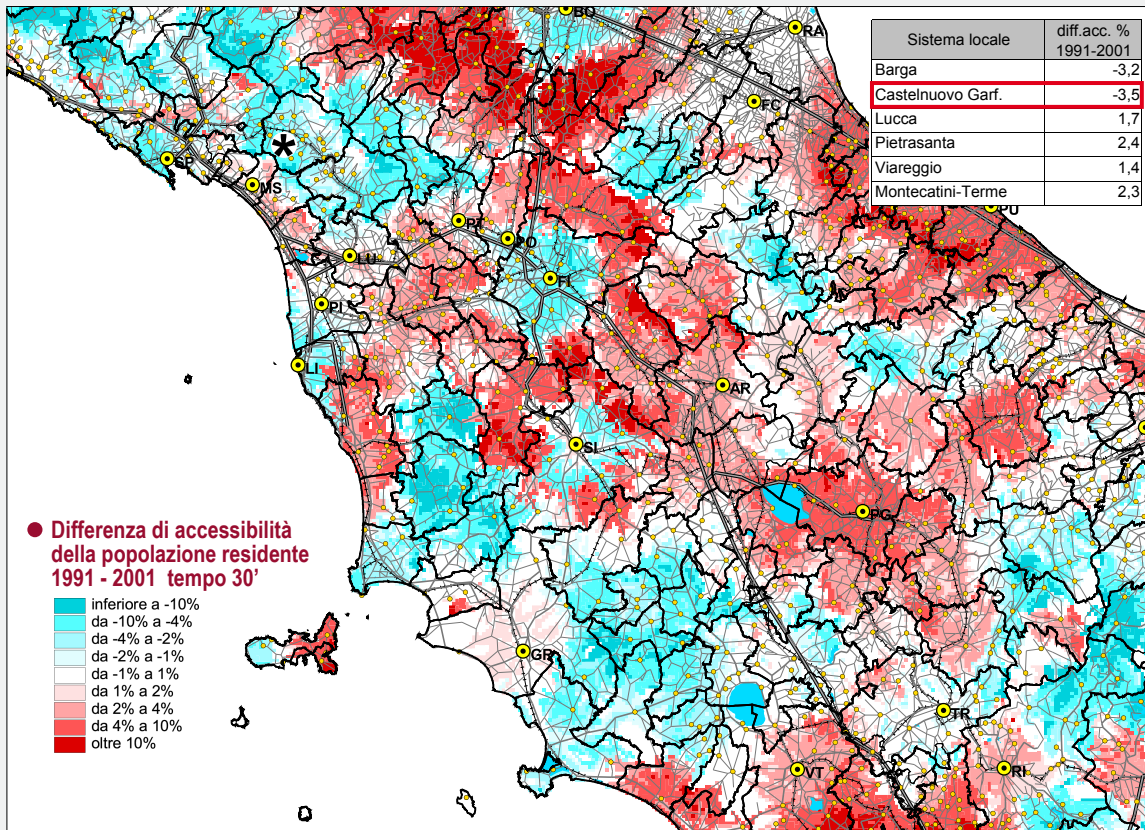 Sistema locale diff.acc. % 1991-2001
Barga -3,2
Castelnuovo Garf. -3,5
Lucca 1,7
Pietrasanta 2,4
Viareggio 1,4
Montecatini-Terme 2,3
BO
RA
FC
SP
*
MS
PU
PT
PO
LU
FI
PI
LI
AR
SI
PG
GR
TR
VT
RI
● Differenza di accessibilità
della popolazione residente
1991 - 2001 tempo 30'
inferiore a -10%
da -10% a -4%
da -4% a -2%
da -2% a -1%
da -1% a 1%
da 1% a 2%
da 2% a 4%
da 4% a 10%
oltre 10%